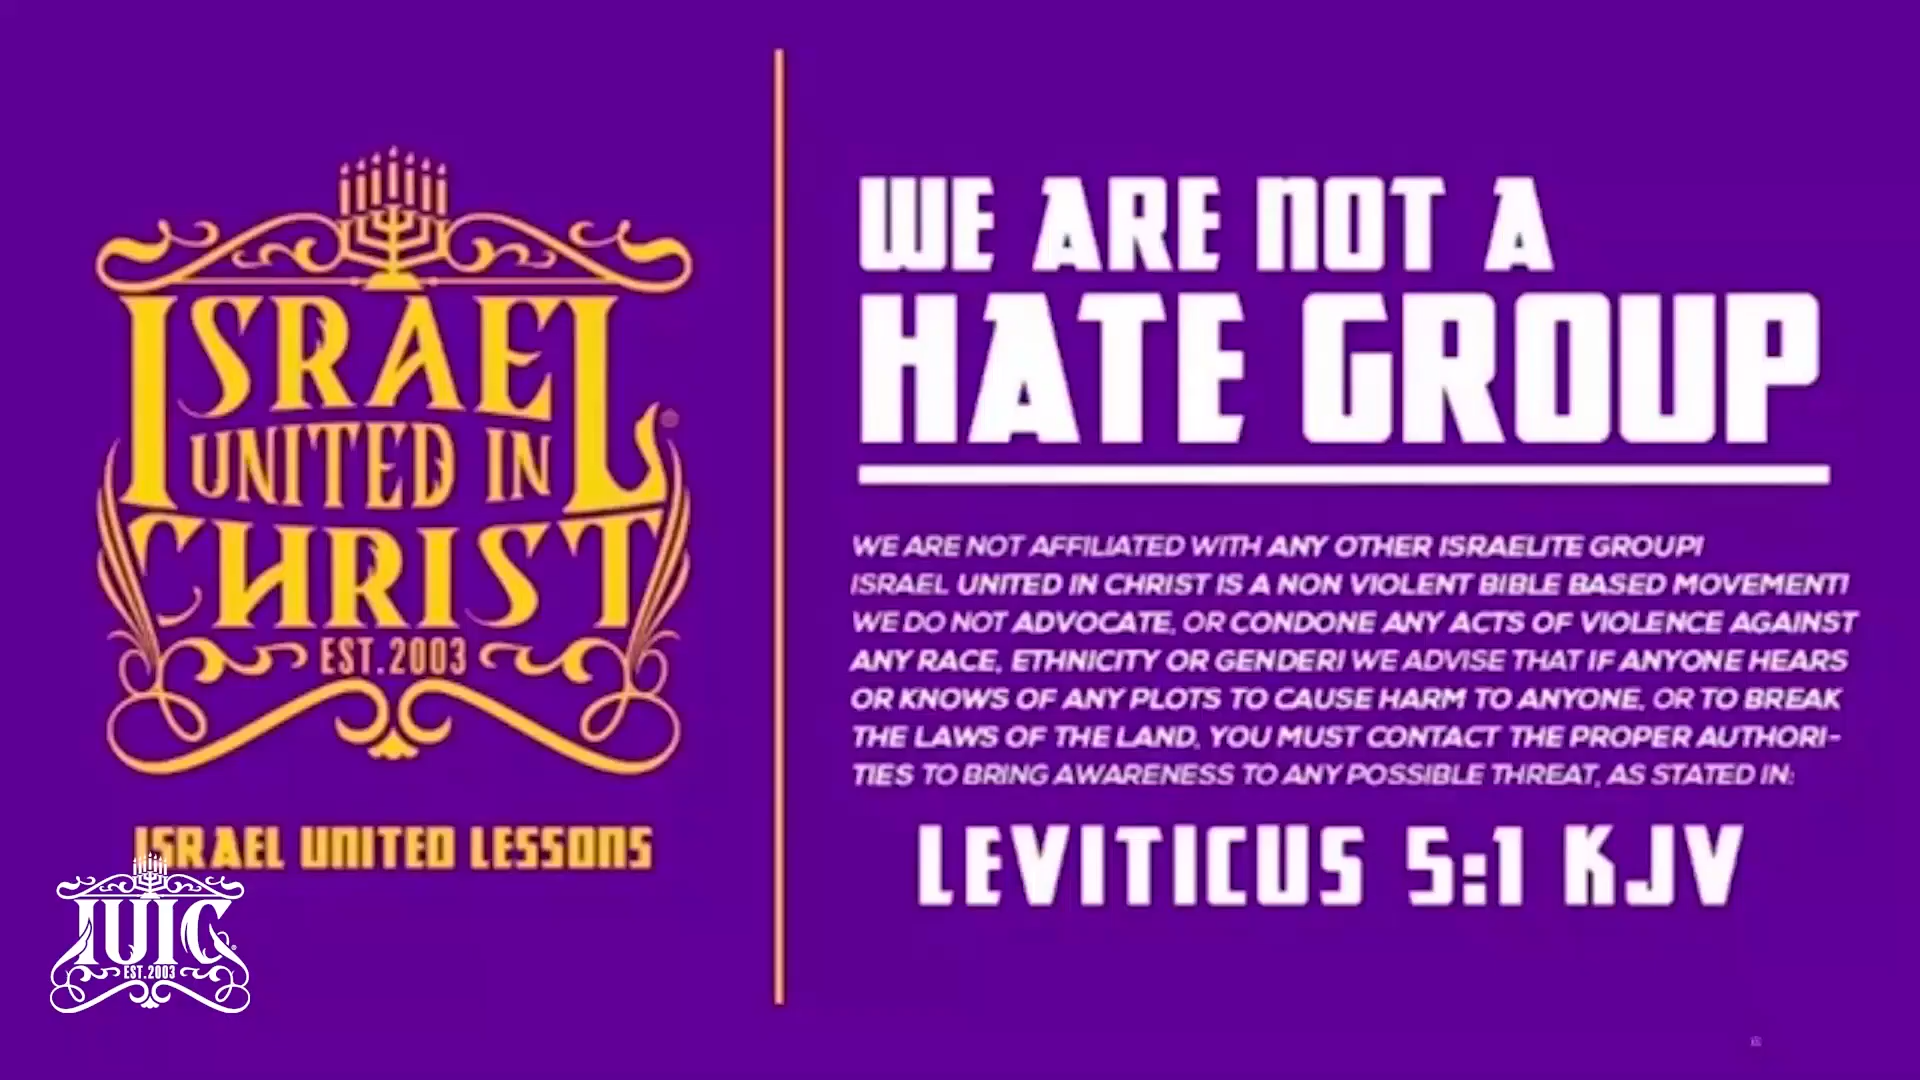 ISRAEL
UNITED IN
CHRIST
EST.2003
ISRAEL UNITED LESSONS
IUIC
EST.2003
WE ARE NOT A
HATE GROUP
WE ARE NOT AFFILIATED WITH ANY OTHER ISRAELITE GROUP!
ISRAEL UNITED IN CHRIST IS A NON VIOLENT BIBLE BASED MOVEMENT!
WE DO NOT ADVOCATE, OR CONDONE ANY ACTS OF VIOLENCE AGAINST
ANY RACE, ETHNICITY OR GENDER! WE ADVISE THAT IF ANYONE HEARS
OR KNOWS OF ANY PLOTS TO CAUSE HARM TO ANYONE, OR TO BREAK
THE LAWS OF THE LAND, YOU MUST CONTACT THE PROPER AUTHORI-
TIES TO BRING AWARENESS TO ANY POSSIBLE THREAT, AS STATED IN:
LEVITICUS 5:1 KJV